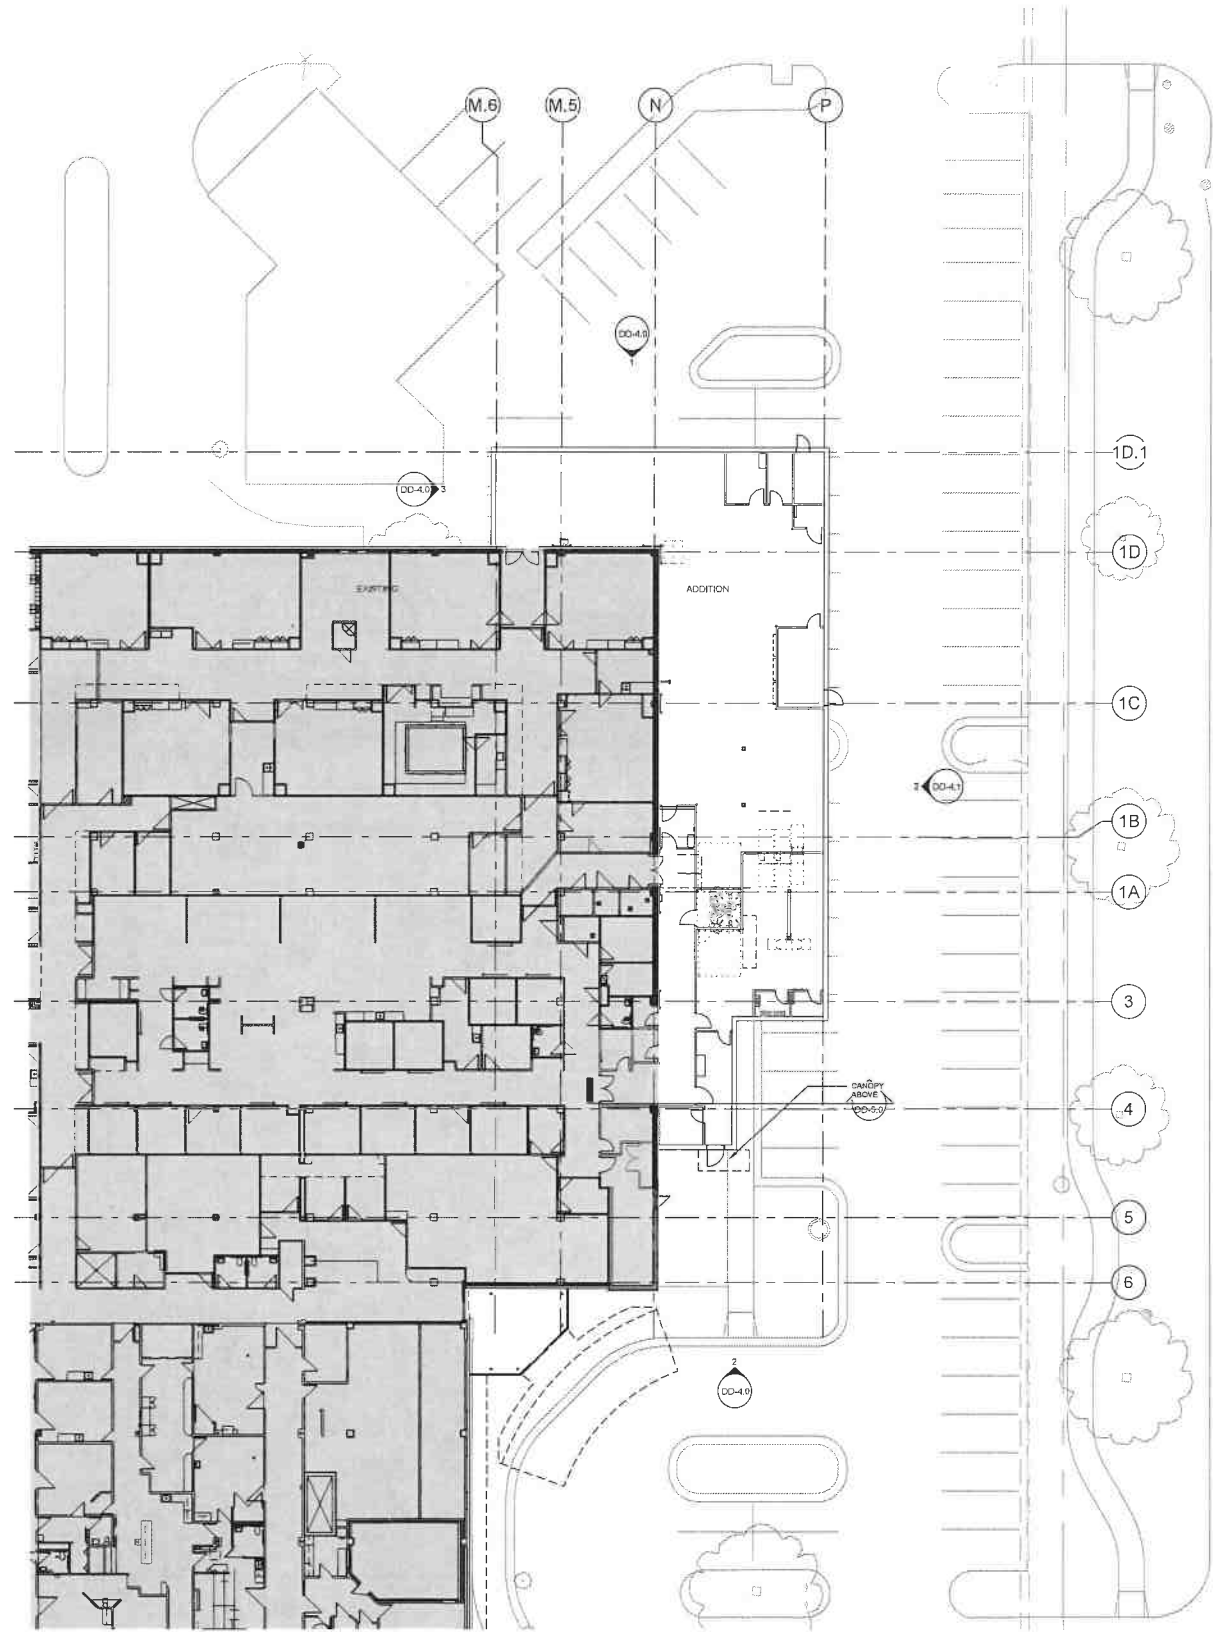 (M.6)
(M.5)
N
P
DD-4.0
1
1D.1
DD-4.0
3
1D
EXISTING
ADDITION
1C
2
DD-4.1
1B
1A
3
CANOPY
ABOVE
4
DD-5.0
5
6
2
DD-4.0